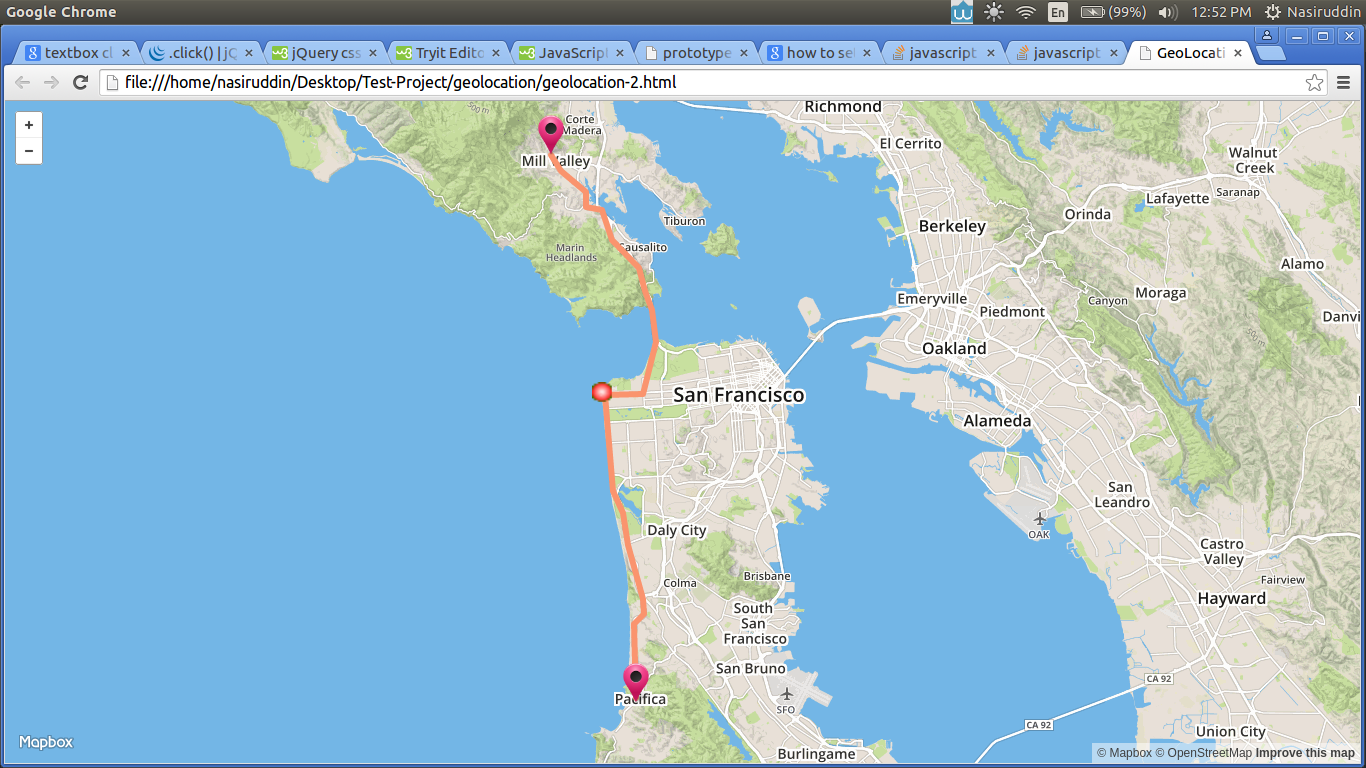 Google Chrome
En (99%) 12:52 PM Nasiruddin
textbox cl × .click() | jQ × jQuery css × Tryit Edito × JavaScript × prototype × how to sel × javascript × javascript × GeoLocati ×
file:///home/nasiruddin/Desktop/Test-Project/geolocation/geolocation-2.html
+
−
500 m
Corte
Madera
Mill Valley
Richmond
El Cerrito
Walnut
Creek
Saranap
Lafayette
Orinda
Tiburon
Berkeley
Marin
Headlands
Sausalito
Alamo
Moraga
Emeryville
Canyon
Piedmont
Danvi
500m
Oakland
San Francisco
Alameda
San
Leandro
OAK
Daly City
Castro
Valley
Colma
Brisbane
Fairview
Hayward
South
San
Francisco
San Bruno
Pacifica
CA 92
SFO
CA 92
Union City
Mapbox
Burlingame
© Mapbox © OpenStreetMap Improve this map